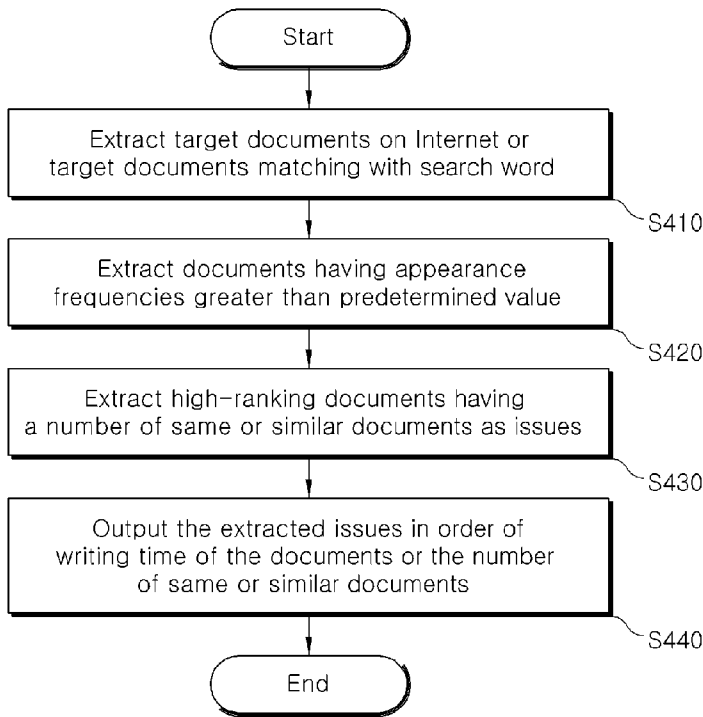 Start
Extract target documents on Internet or
target documents matching with search word
S410
Extract documents having appearance
frequencies greater than predetermined value
S420
Extract high-ranking documents having
a number of same or similar documents as issues
S430
Output the extracted issues in order of
writing time of the documents or the number
of same or similar documents
S440
End